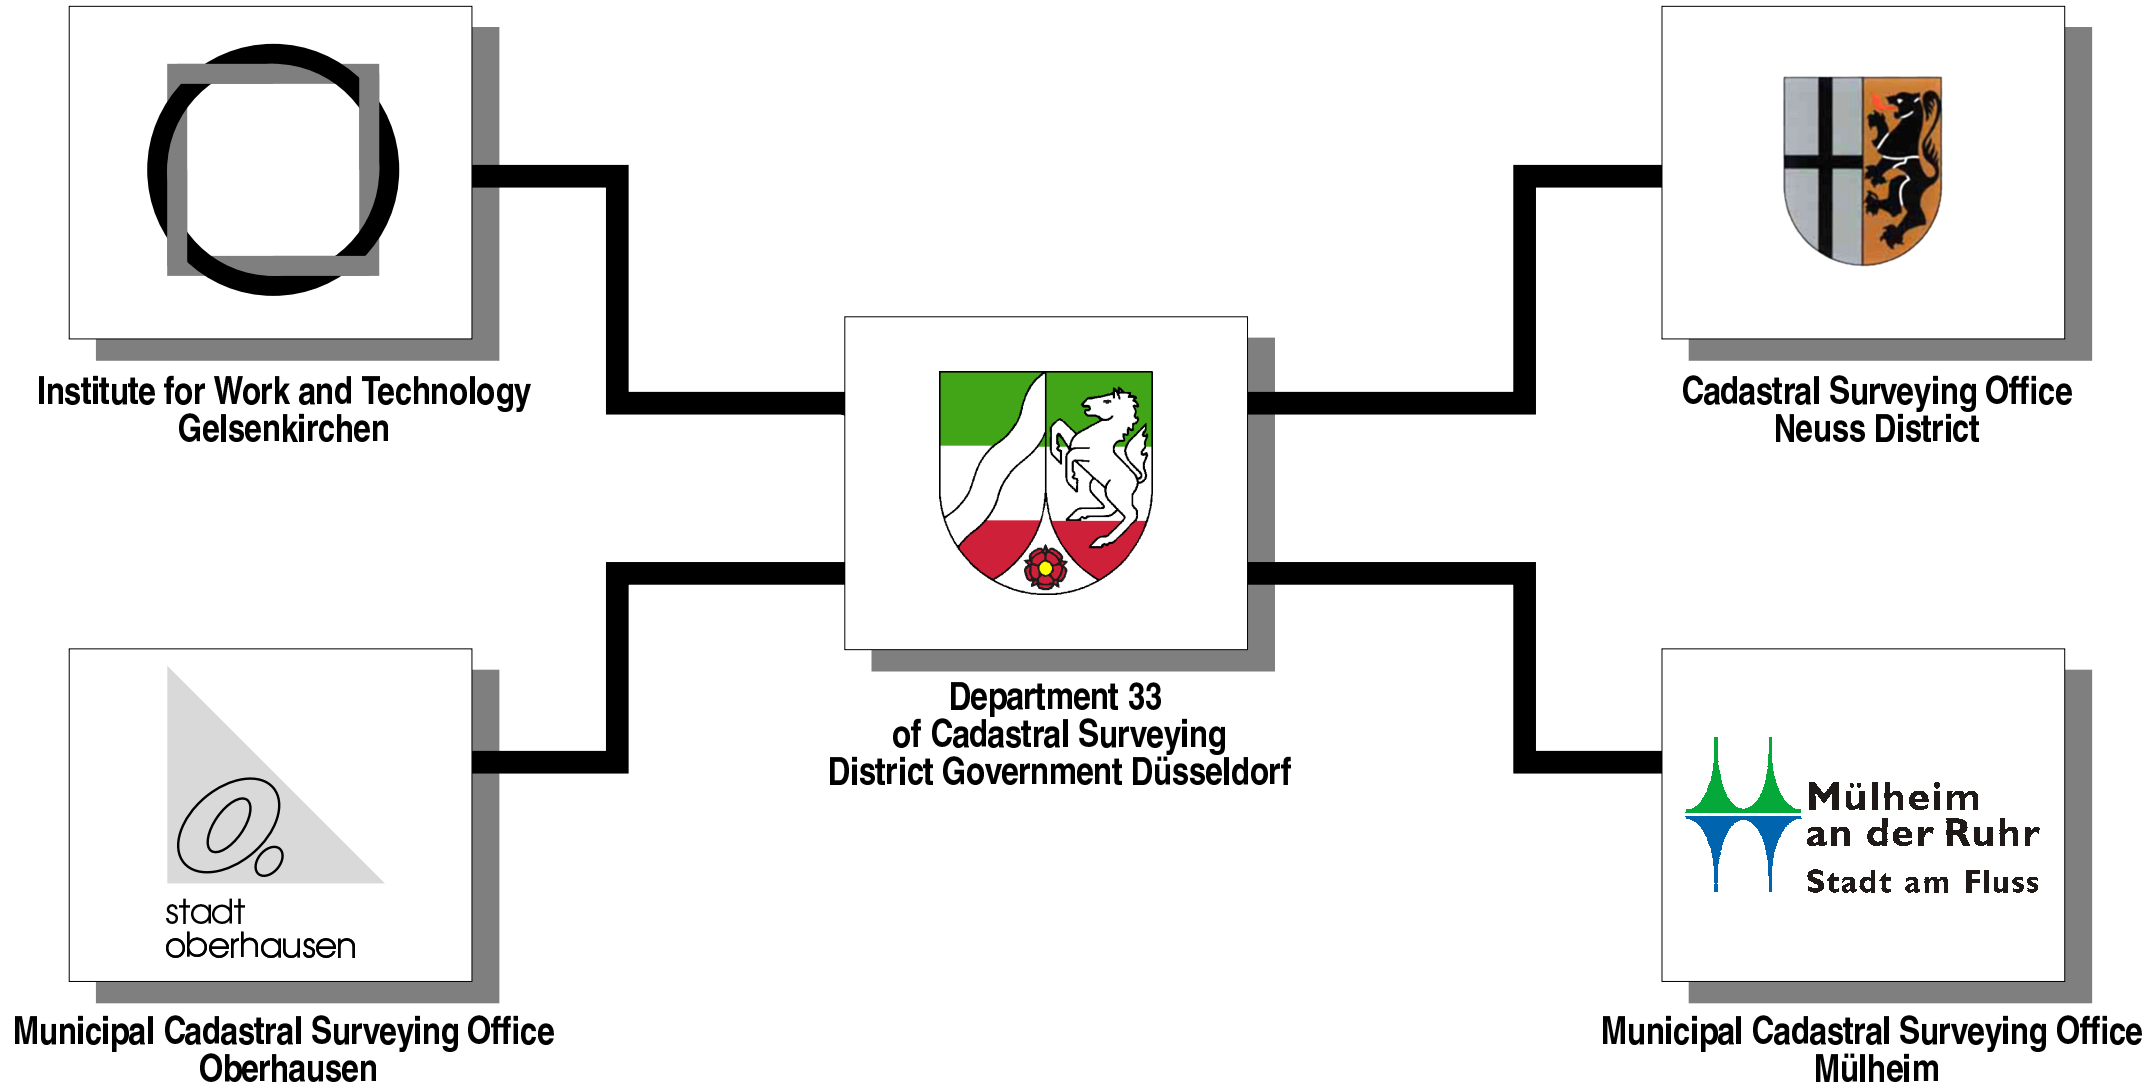 Institute for Work and Technology
Gelsenkirchen
Cadastral Surveying Office
Neuss District
Department 33
of Cadastral Surveying
District Government Düsseldorf
stadt
oberhausen
Municipal Cadastral Surveying Office
Oberhausen
Mülheim
an der Ruhr
Stadt am Fluss
Municipal Cadastral Surveying Office
Mülheim